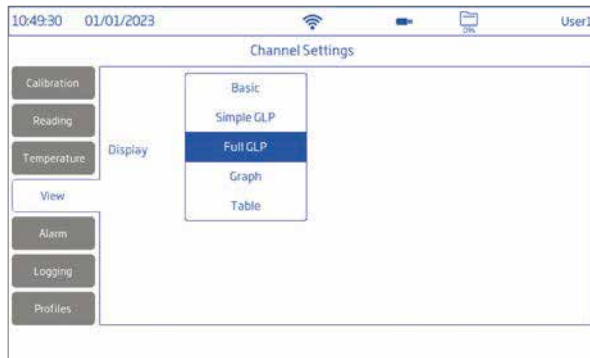 10:49:30 01/01/2023 0% User1
Channel Settings
Calibration
Reading
Temperature
View
Alarm
Logging
Profiles
Display
Basic
Simple GLP
Full GLP
Graph
Table